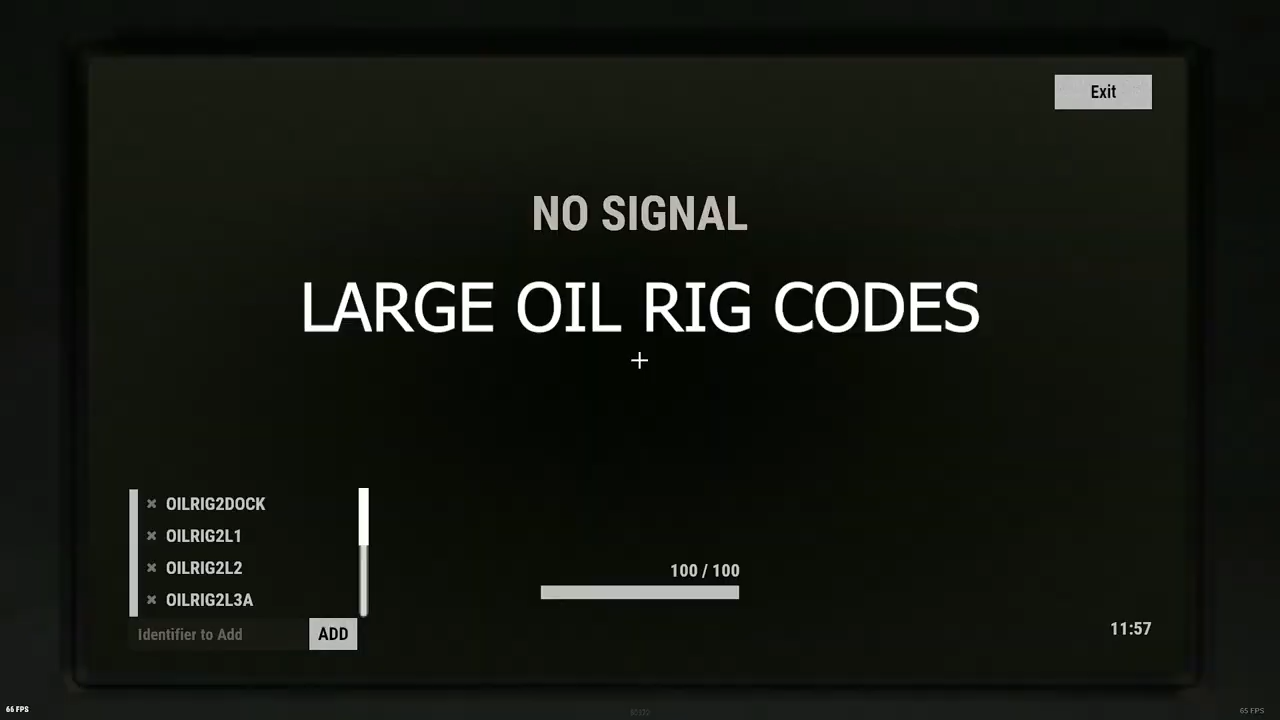 Exit
NO SIGNAL
LARGE OIL RIG CODES
OILRIG2DOCK
OILRIG2L1
OILRIG2L2
OILRIG2L3A
100 / 100
Identifier to Add
ADD
11:57
66 FPS
65 FPS